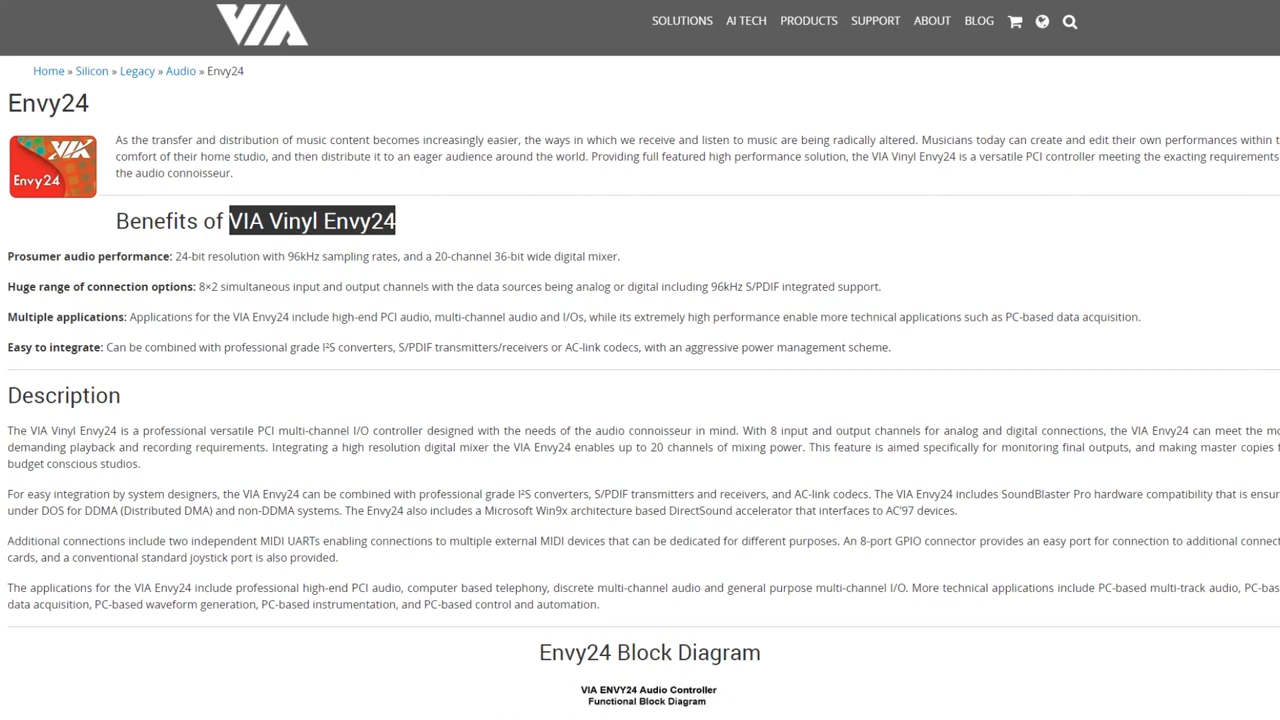 VIA
SOLUTIONS AI TECH PRODUCTS SUPPORT ABOUT BLOG
Home » Silicon » Legacy » Audio » Envy24
Envy24
VIA
Envy24
As the transfer and distribution of music content becomes increasingly easier, the ways in which we receive and listen to music are being radically altered. Musicians today can create and edit their own performances within
comfort of their home studio, and then distribute it to an eager audience around the world. Providing full featured high performance solution, the VIA Vinyl Envy24 is a versatile PCI controller meeting the exacting requirements
the audio connoisseur.
Benefits of VIA Vinyl Envy24
Prosumer audio performance: 24-bit resolution with 96kHz sampling rates, and a 20-channel 36-bit wide digital mixer.
Huge range of connection options: 8×2 simultaneous input and output channels with the data sources being analog or digital including 96kHz S/PDIF integrated support.
Multiple applications: Applications for the VIA Envy24 include high-end PCI audio, multi-channel audio and I/Os, while its extremely high performance enable more technical applications such as PC-based data acquisition.
Easy to integrate: Can be combined with professional grade I²S converters, S/PDIF transmitters/receivers or AC-link codecs, with an aggressive power management scheme.
Description
The VIA Vinyl Envy24 is a professional versatile PCI multi-channel I/O controller designed with the needs of the audio connoisseur in mind. With 8 input and output channels for analog and digital connections, the VIA Envy24 can meet the
demanding playback and recording requirements. Integrating a high resolution digital mixer the VIA Envy24 enables up to 20 channels of mixing power. This feature is aimed specifically for monitoring final outputs, and making master copies
budget conscious studios.
For easy integration by system designers, the VIA Envy24 can be combined with professional grade I²S converters, S/PDIF transmitters and receivers, and AC-link codecs. The VIA Envy24 includes SoundBlaster Pro hardware compatibility that is
under DOS for DDMA (Distributed DMA) and non-DDMA systems. The Envy24 also includes a Microsoft Win9x architecture based DirectSound accelerator that interfaces to AC'97 devices.
Additional connections include two independent MIDI UARTs enabling connections to multiple external MIDI devices that can be dedicated for different purposes. An 8-port GPIO connector provides an easy port for connection to additional
cards, and a conventional standard joystick port is also provided.
The applications for the VIA Envy24 include professional high-end PCI audio, computer based telephony, discrete multi-channel audio and general purpose multi-channel I/O. More technical applications include PC-based multi-track audio,
data acquisition, PC-based waveform generation, PC-based instrumentation, and PC-based control and automation.
Envy24 Block Diagram
VIA ENVY24 Audio Controller
Functional Block Diagram